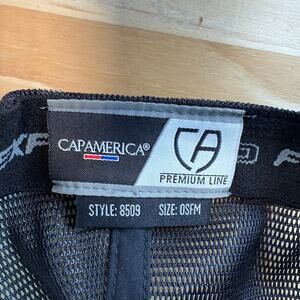 CAPAMERICA®
CA
PREMIUM LINE
STYLE: 8509 SIZE: OSFM